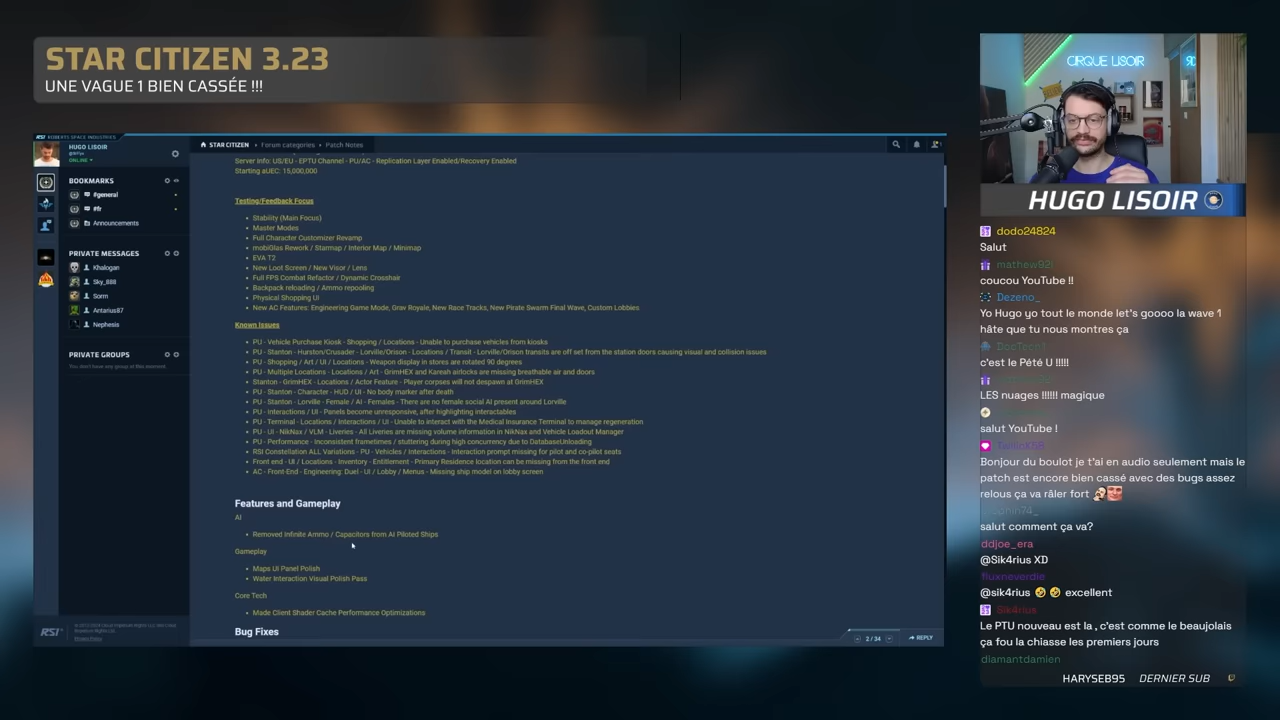 STAR CITIZEN 3.23
UNE VAGUE 1 BIEN CASSÉE !!!
RSI ROBERTS SPACE INDUSTRIES
HUGO LISOIR
ONLINE
BOOKMARKS
#general
#fr
Announcements
PRIVATE MESSAGES
Khalogan
Sky_888
Sorm
Antarius87
Nephesis
PRIVATE GROUPS
You don't have any group at this moment.
RSI
STAR CITIZEN > Forum categories > Patch Notes
Server Info: US/EU - EPTU Channel - PU/AC - Replication Layer Enabled/Recovery Enabled
Starting aUEC: 15,000,000
Testing/Feedback Focus
Stability (Main Focus)
Master Modes
Full Character Customizer Revamp
mobiGlas Rework / Starmap / Interior Map / Minimap
EVA T2
New Loot Screen / New Visor / Lens
Full FPS Combat Refactor / Dynamic Crosshair
Backpack reloading / Ammo repooling
Physical Shopping UI
New AC Features: Engineering Game Mode, Grav Royale, New Race Tracks, New Pirate Swarm Final Wave, Custom Lobbies
Known Issues
PU - Vehicle Purchase Kiosk - Shopping / Locations - Unable to purchase vehicles from kiosks
PU - Stanton - Hurston/Crusader - Lorville/Orison - Locations / Transit - Lorville/Orison transits are off set from the station doors causing visual and collision issues
PU - Shopping / Art / UI / Locations - Weapon display in stores are rotated 90 degrees
PU - Multiple Locations - Locations / Art - GrimHEX and Kareah airlocks are missing breathable air and doors
Stanton - GrimHEX - Locations / Actor Feature - Player corpses will not despawn at GrimHEX
PU - Stanton - Character - HUD / UI - No body marker after death
PU - Stanton - Lorville - Female / AI - Females - There are no female social AI present around Lorville
PU - Interactions / UI - Panels become unresponsive, after highlighting interactables
PU - Terminal - Locations / Interactions / UI - Unable to interact with the Medical Insurance Terminal to manage regeneration
PU - UI - NikNax / VLM - Liveries - All Liveries are missing volume information in NikNax and Vehicle Loadout Manager
PU - Performance - Inconsistent frametimes / stuttering during high concurrency due to DatabaseUnloading
RSI Constellation ALL Variations - PU - Vehicles / Interactions - Interaction prompt missing for pilot and co-pilot seats
Front end - UI / Locations - Inventory - Entitlement - Primary Residence location can be missing from the front end
AC - Front-End - Engineering: Duel - UI / Lobby / Menus - Missing ship model on lobby screen
Features and Gameplay
AI
Removed infinite Ammo / Capacitors from AI Piloted Ships
Gameplay
Maps UI Panel Polish
Water Interaction Visual Polish Pass
Core Tech
Made Client Shader Cache Performance Optimizations
Bug Fixes
2 / 34
REPLY
CIRQUE LISOIR
HUGO LISOIR
dodo24824
Salut
coucou YouTube !!
Dezeno_
Yo Hugo yo tout le monde let's goooo la wave 1
hâte que tu nous montres ça
c'est le Pété U !!!!!
LES nuages !!!!!! magique
salut YouTube !
Bonjour du boulot je t'ai en audio seulement mais le
patch est encore bien cassé avec des bugs assez
relous ça va râler fort
salut comment ça va?
ddjoe_era
@Sik4rius XD
fluxneverdie
@sik4rius excellent
Sik4rius
Le PTU nouveau est la , c'est comme le beaujolais
ça fou la chiasse les premiers jours
diamantdamien
HARYSEB95 DERNIER SUB